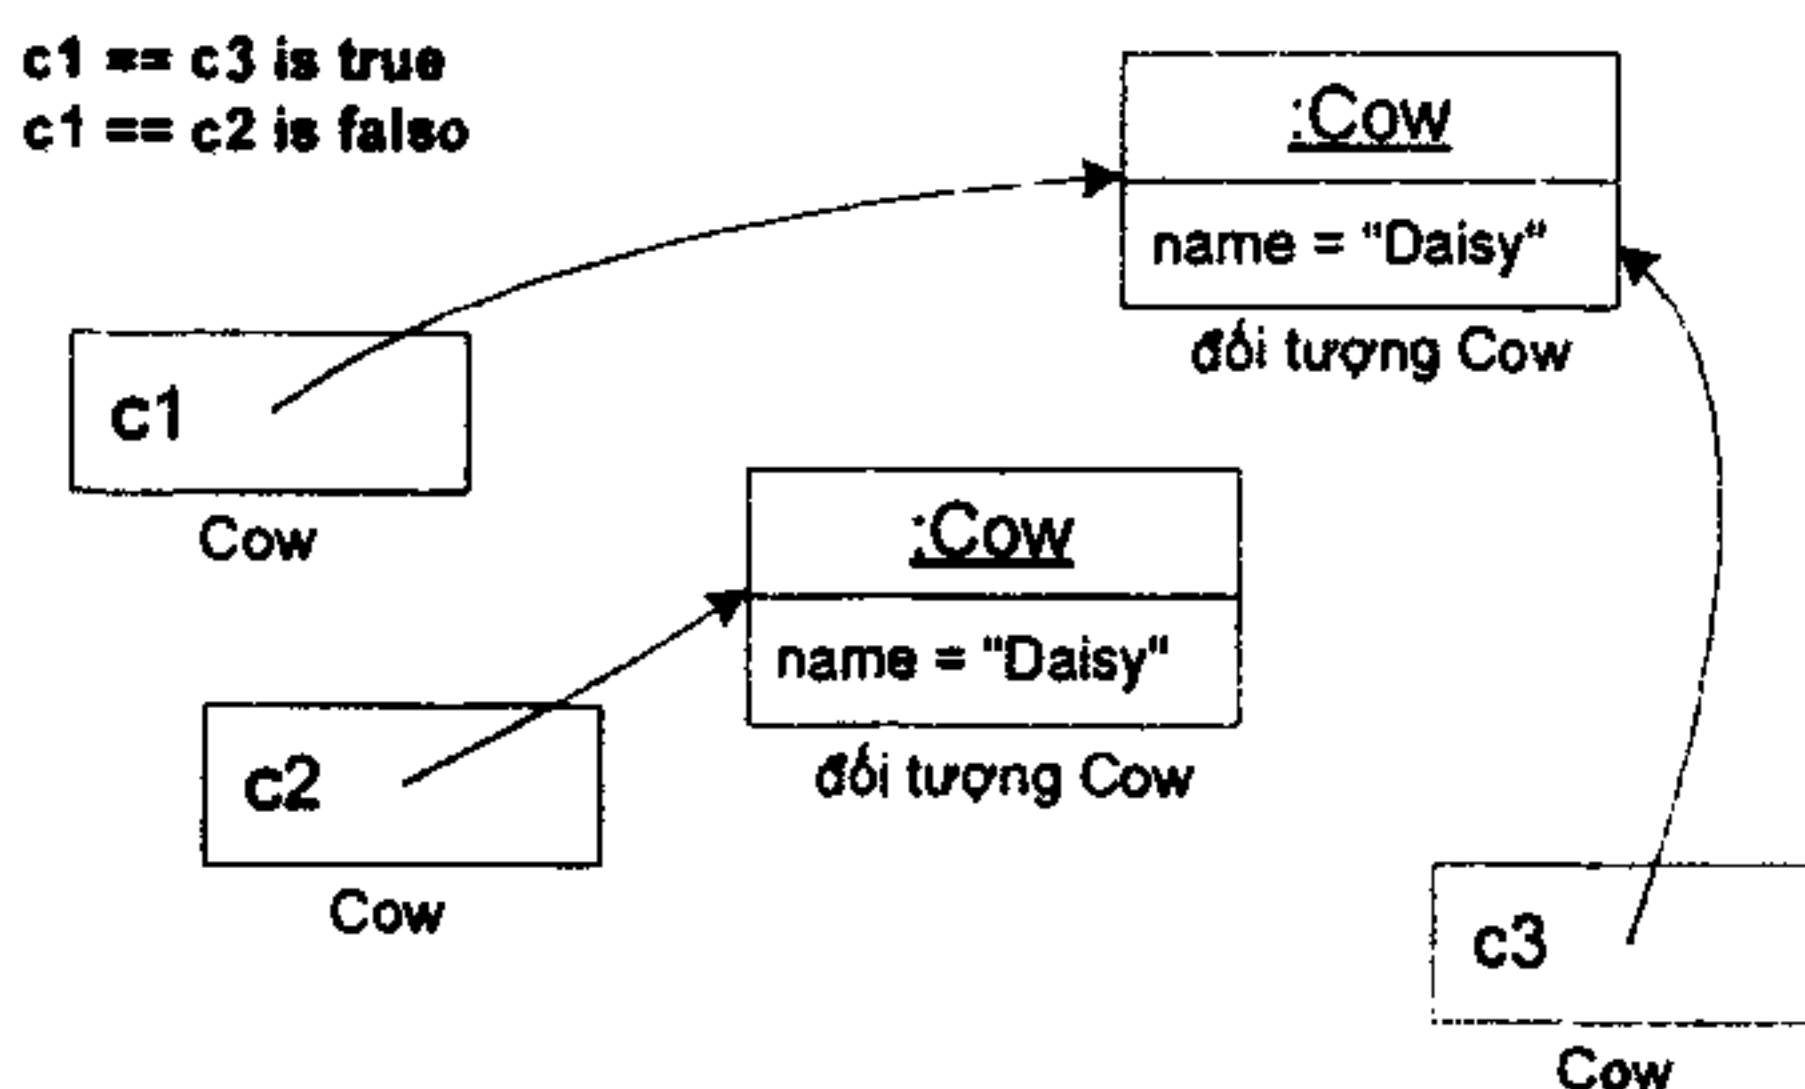 c1 == c3 is true
c1 == c2 is false
:Cow
name = "Daisy"
đối tượng Cow
c1
Cow
:Cow
name = "Daisy"
đối tượng Cow
c2
Cow
c3
Cow